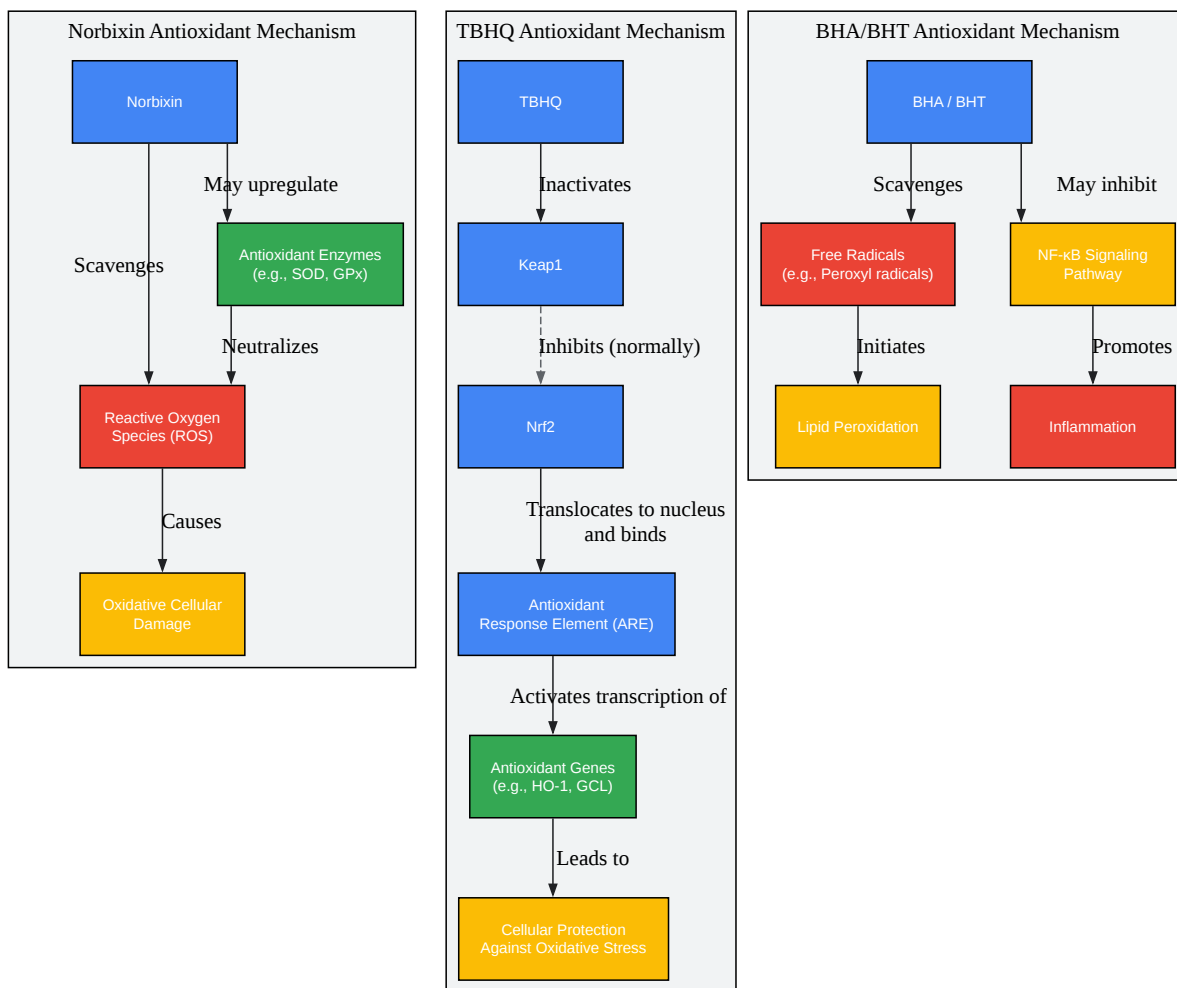 Norbixin Antioxidant Mechanism
Norbixin
May upregulate
Scavenges
Antioxidant Enzymes
(e.g., SOD, GPx)
Neutralizes
Reactive Oxygen
Species (ROS)
Causes
Oxidative Cellular
Damage
TBHQ Antioxidant Mechanism
TBHQ
Inactivates
Keap1
Inhibits (normally)
Nrf2
Translocates to nucleus
and binds
Antioxidant
Response Element (ARE)
Activates transcription of
Antioxidant Genes
(e.g., HO-1, GCL)
Leads to
Cellular Protection
Against Oxidative Stress
BHA/BHT Antioxidant Mechanism
BHA / BHT
Scavenges
May inhibit
Free Radicals
(e.g., Peroxyl radicals)
NF-κB Signaling
Pathway
Initiates
Promotes
Lipid Peroxidation
Inflammation